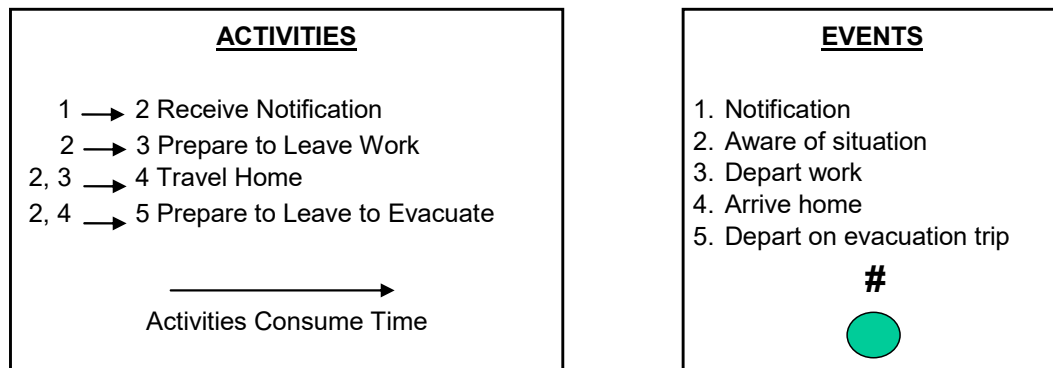 ACTIVITIES
1 → 2 Receive Notification
2 → 3 Prepare to Leave Work
2, 3 → 4 Travel Home
2, 4 → 5 Prepare to Leave to Evacuate
Activities Consume Time
EVENTS
1. Notification
2. Aware of situation
3. Depart work
4. Arrive home
5. Depart on evacuation trip
#